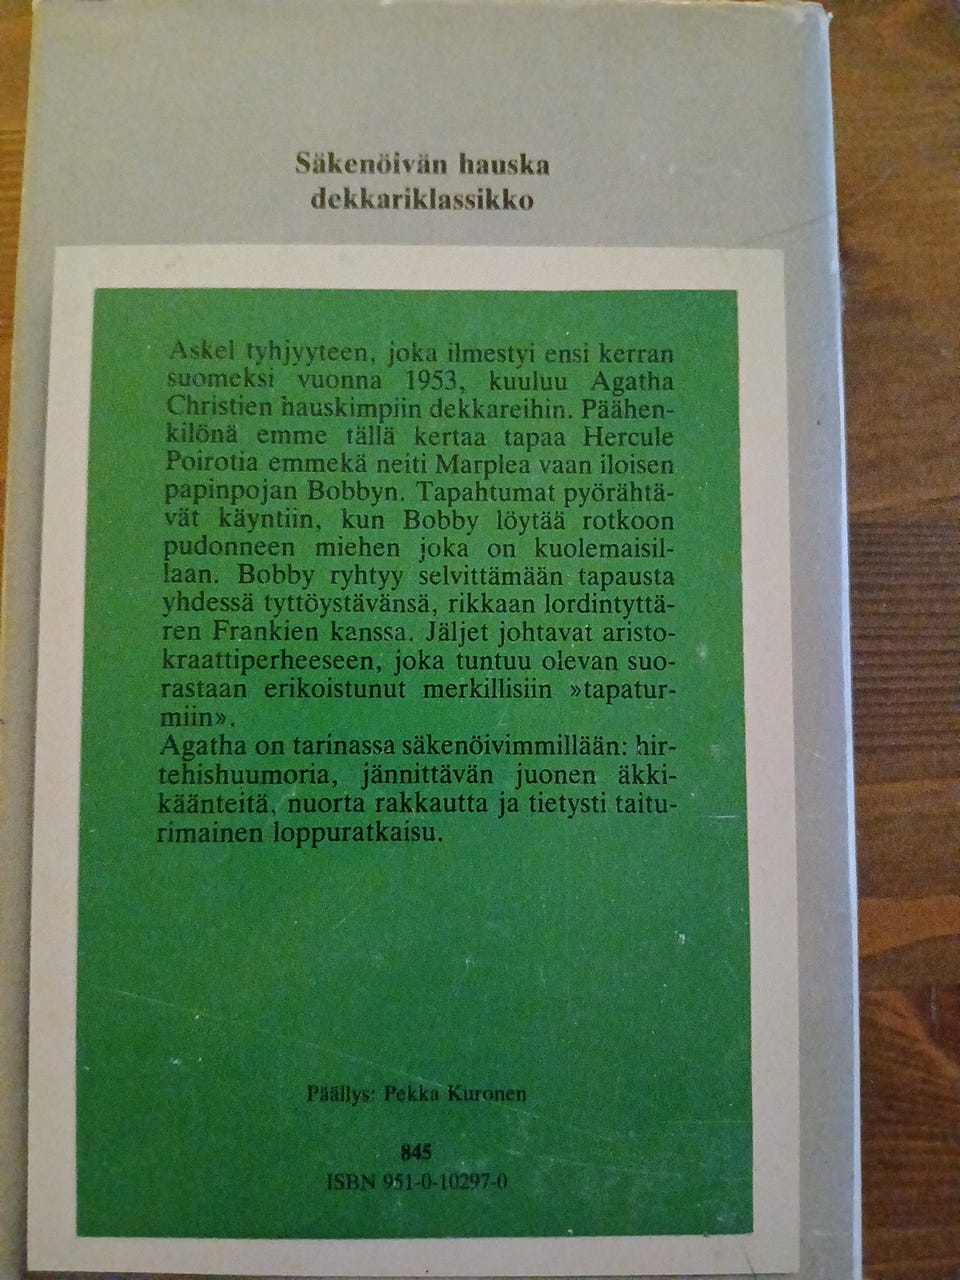 Säkenöivän hauska
dekkariklassikko
Askel tyhjyyteen, joka ilmestyi ensi kerran
suomeksi vuonna 1953, kuuluu Agatha
Christien hauskimpiin dekkareihin. Päähen-
kilönä emme tällä kertaa tapaa Hercule
Poirotia emmekä neiti Marplea vaan iloisen
papinpojan Bobbyn. Tapahtumat pyörähtä-
vät käyntiin, kun Bobby löytää rotkoon
pudonneen miehen joka on kuolemaisil-
laan. Bobby ryhtyy selvittämään tapausta
yhdessä tyttöystävänsä, rikkaan lordintyttä-
ren Frankien kanssa. Jäljet johtavat aristo-
kraattiperheeseen, joka tuntuu olevan suo-
rastaan erikoistunut merkillisiin »tapatur-
miin».
Agatha on tarinassa säkenöivimmillään: hir-
tehishuumoria, jännittävän juonen äkki-
käänteitä, nuorta rakkautta ja tietysti taitu-
rimainen loppuratkaisu.
Päällys: Pekka Kuronen
845
ISBN 951-0-10297-0